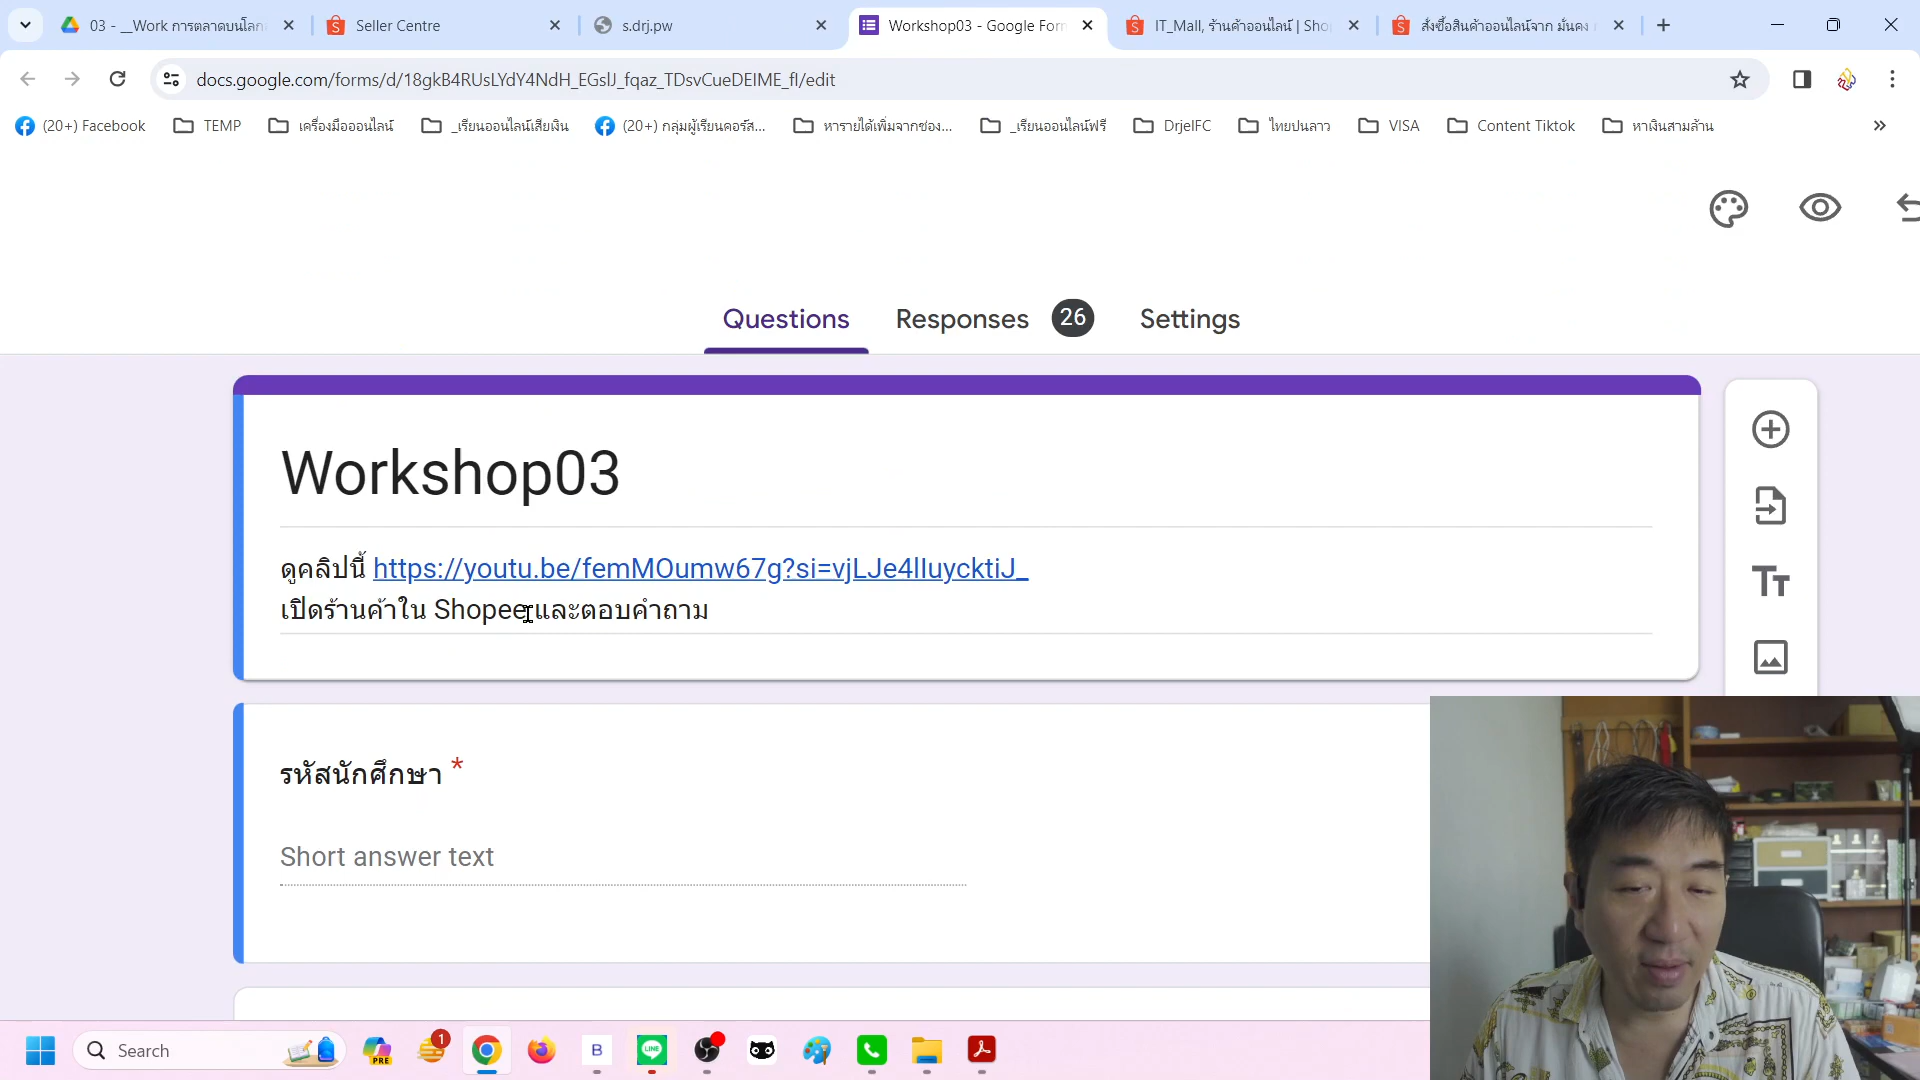 03 - __Work การตลาดบนโลก
Seller Centre
s.drj.pw
Workshop03 - Google For
IT_Mall, ร้านค้าออนไลน์ | Sho
สั่งซื้อสินค้าออนไลน์จาก มั่นคง
docs.google.com/forms/d/18gkB4RUsLYdY4NdH_EGslJ_fqaz_TDsvCueDEIME_fI/edit
(20+) Facebook
TEMP
เครื่องมือออนไลน์
_เรียนออนไลน์เสียเงิน
(20+) กลุ่มผู้เรียนคอร์ส...
หารายได้เพิ่มจากช่อง...
_เรียนออนไลน์ฟรี
DrjelFC
ไทยปนลาว
VISA
Content Tiktok
หาเงินสามล้าน
Questions
Responses 26
Settings
Workshop03
ดูคลิปนี้ https://youtu.be/femMOumw67g?si=vjLJe4lIuycktiJ_
เปิดร้านค้าใน Shopee และตอบคำถาม
รหัสนักศึกษา *
Short answer text
Search
PRE
1
B
LINE